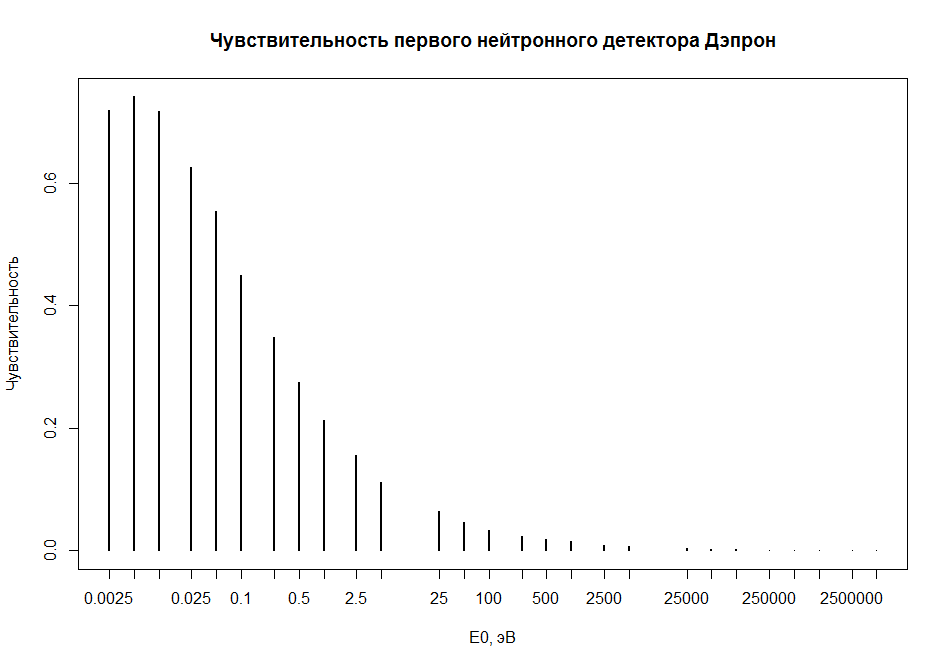 Чувствительность первого нейтронного детектора Дэпрон
Чувствительность
0.6
0.4
0.2
0.0
0.0025 0.025 0.1 0.5 2.5 25 100 500 2500 25000 250000 2500000
E0, эВ